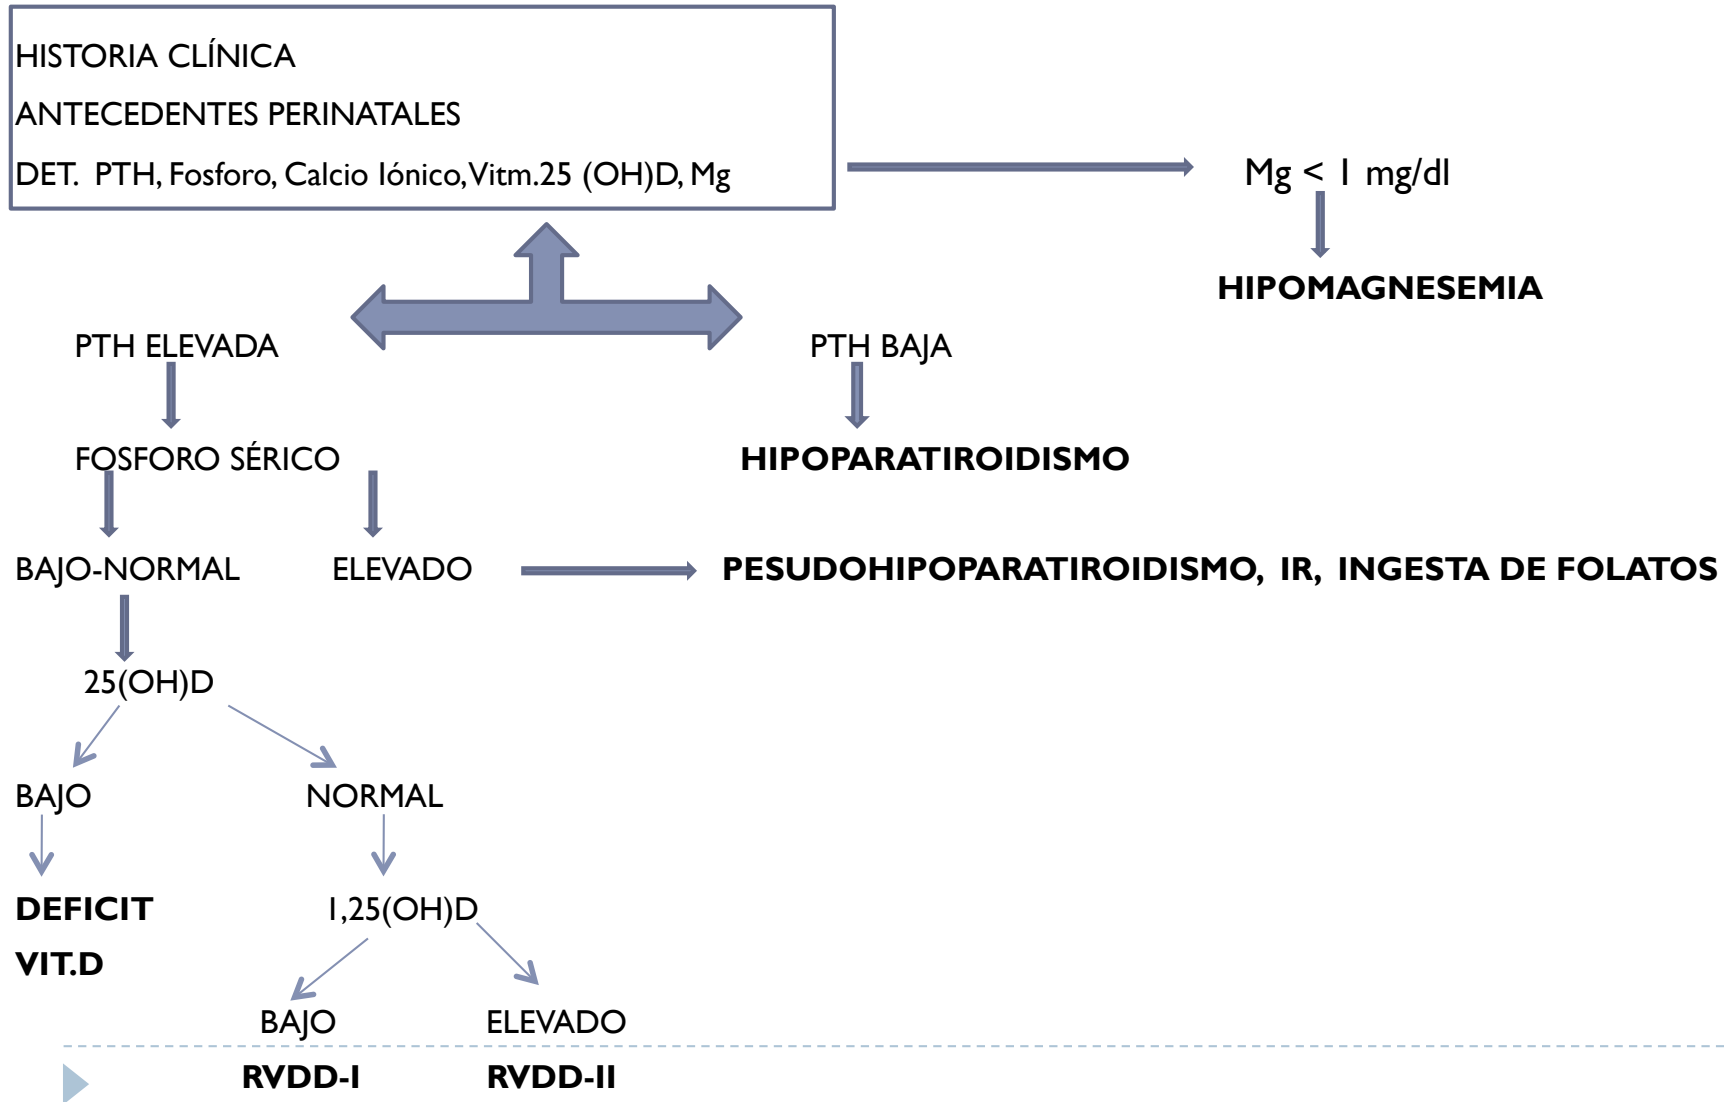 HISTORIA CLÍNICA
ANTECEDENTES PERINATALES
DET. PTH, Fosforo, Calcio Iónico, Vitm.25 (OH)D, Mg
Mg < 1 mg/dl
HIPOMAGNESEMIA
PTH ELEVADA
PTH BAJA
FOSFORO SÉRICO
HIPOPARATIROIDISMO
BAJO-NORMAL
ELEVADO
PESUDOHIPOPARATIROIDISMO, IR, INGESTA DE FOLATOS
25(OH)D
BAJO
NORMAL
DEFICIT
VIT.D
1,25(OH)D
BAJO
ELEVADO
RVDD-I
RVDD-II